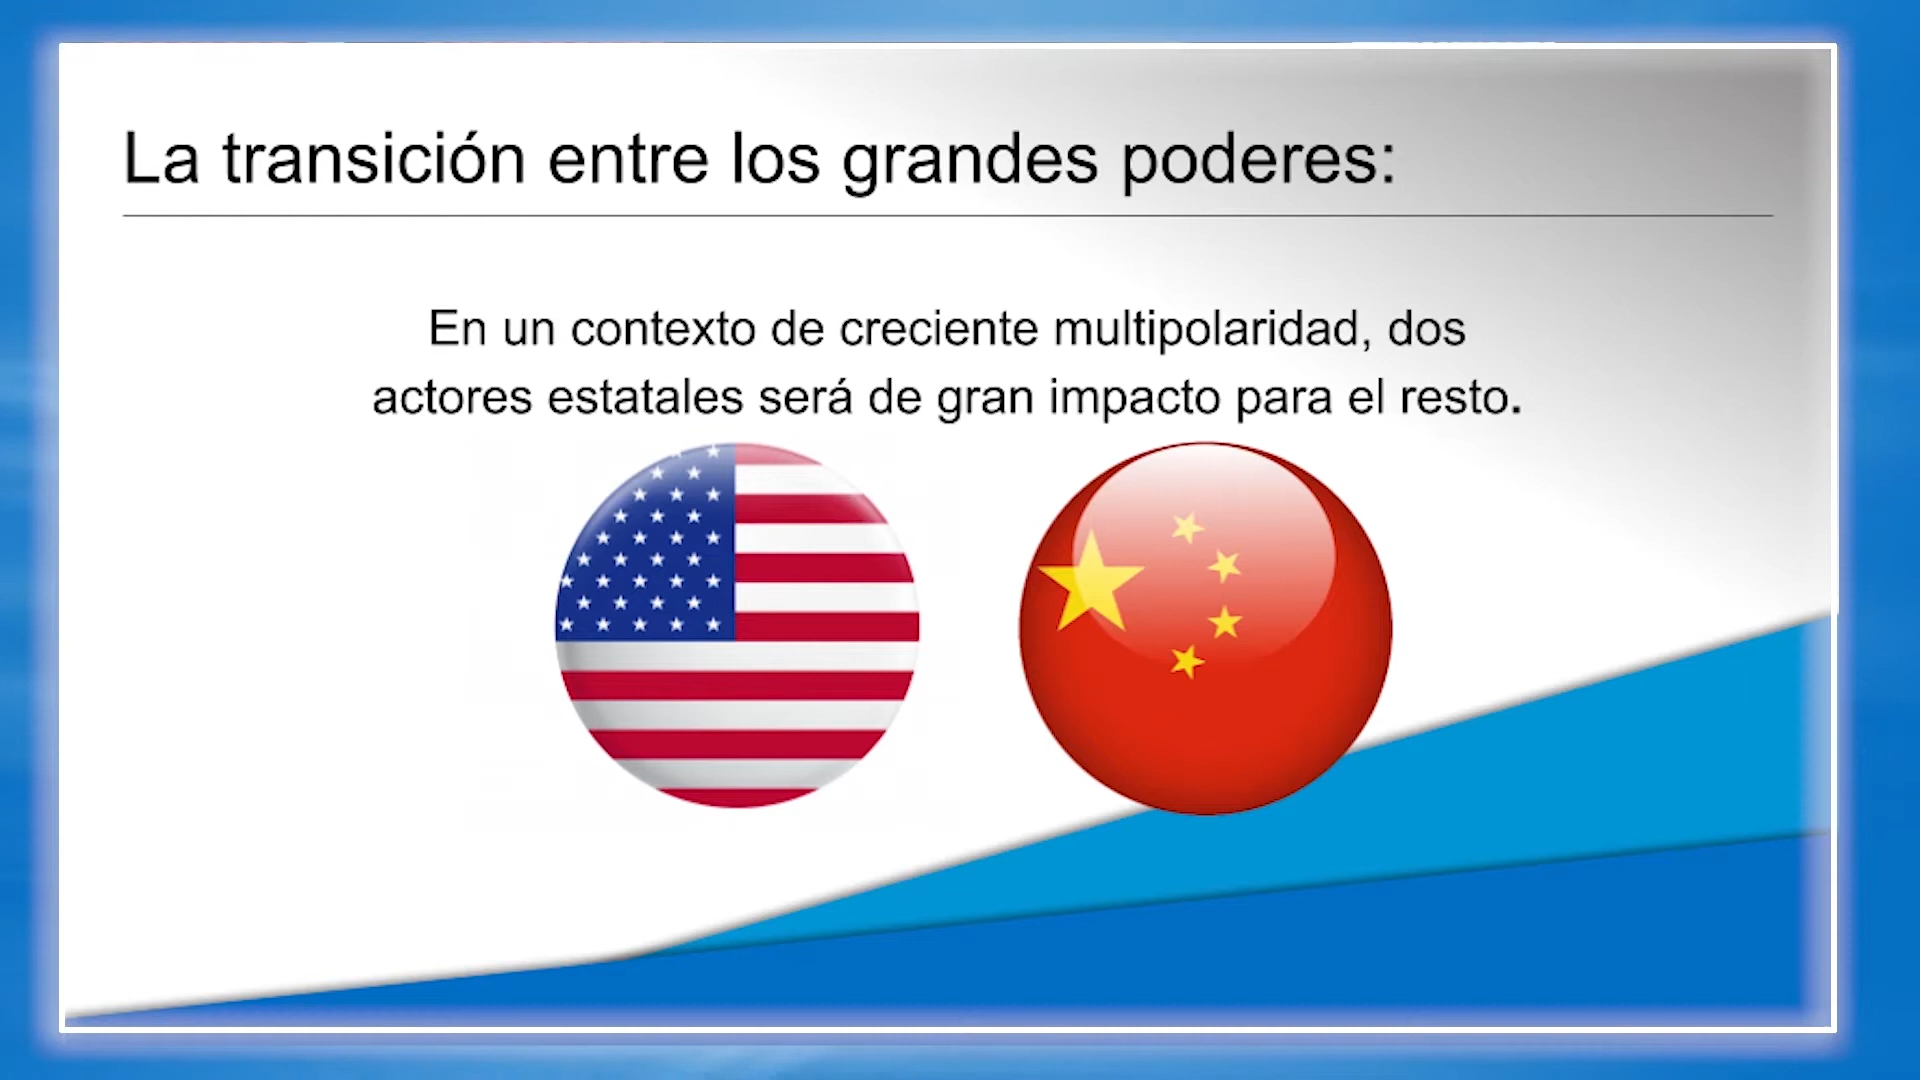 La transición entre los grandes poderes:
En un contexto de creciente multipolaridad, dos
actores estatales será de gran impacto para el resto.